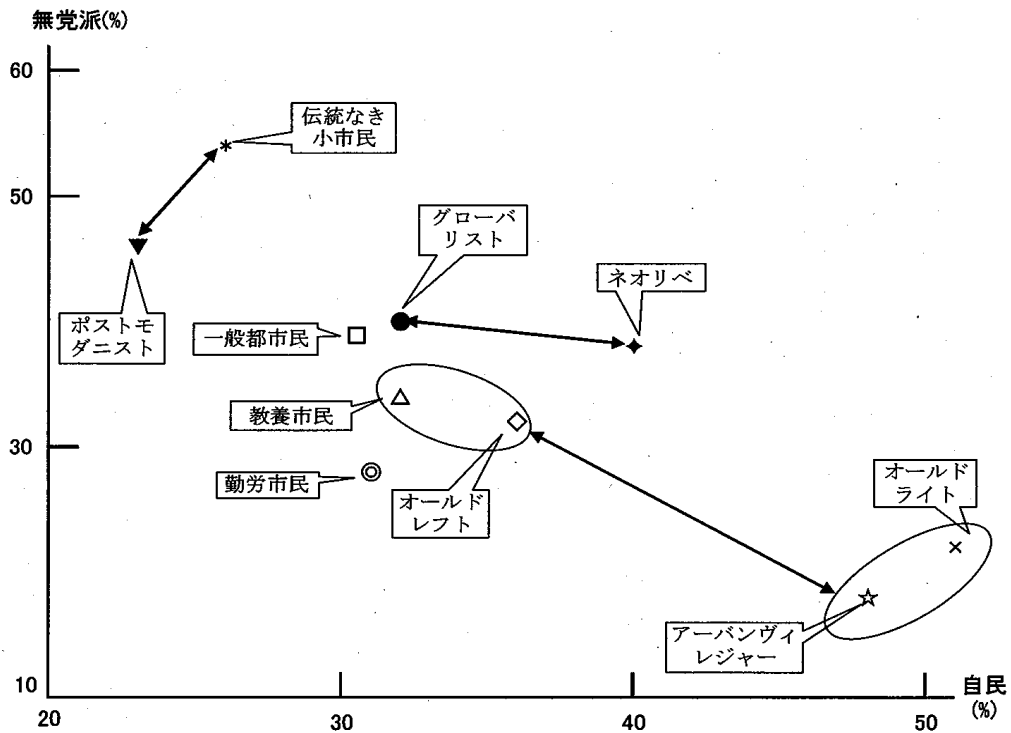 無党派(%)
60
伝統なき
小市民
50
グローバ
リスト
ネオリベ
ポストモ
ダニスト
一般都市民
教養市民
30
勤労市民
オールド
レフト
オールド
ライト
アーバンヴィ
レジャー
10
自民
(%)
20
30
40
50